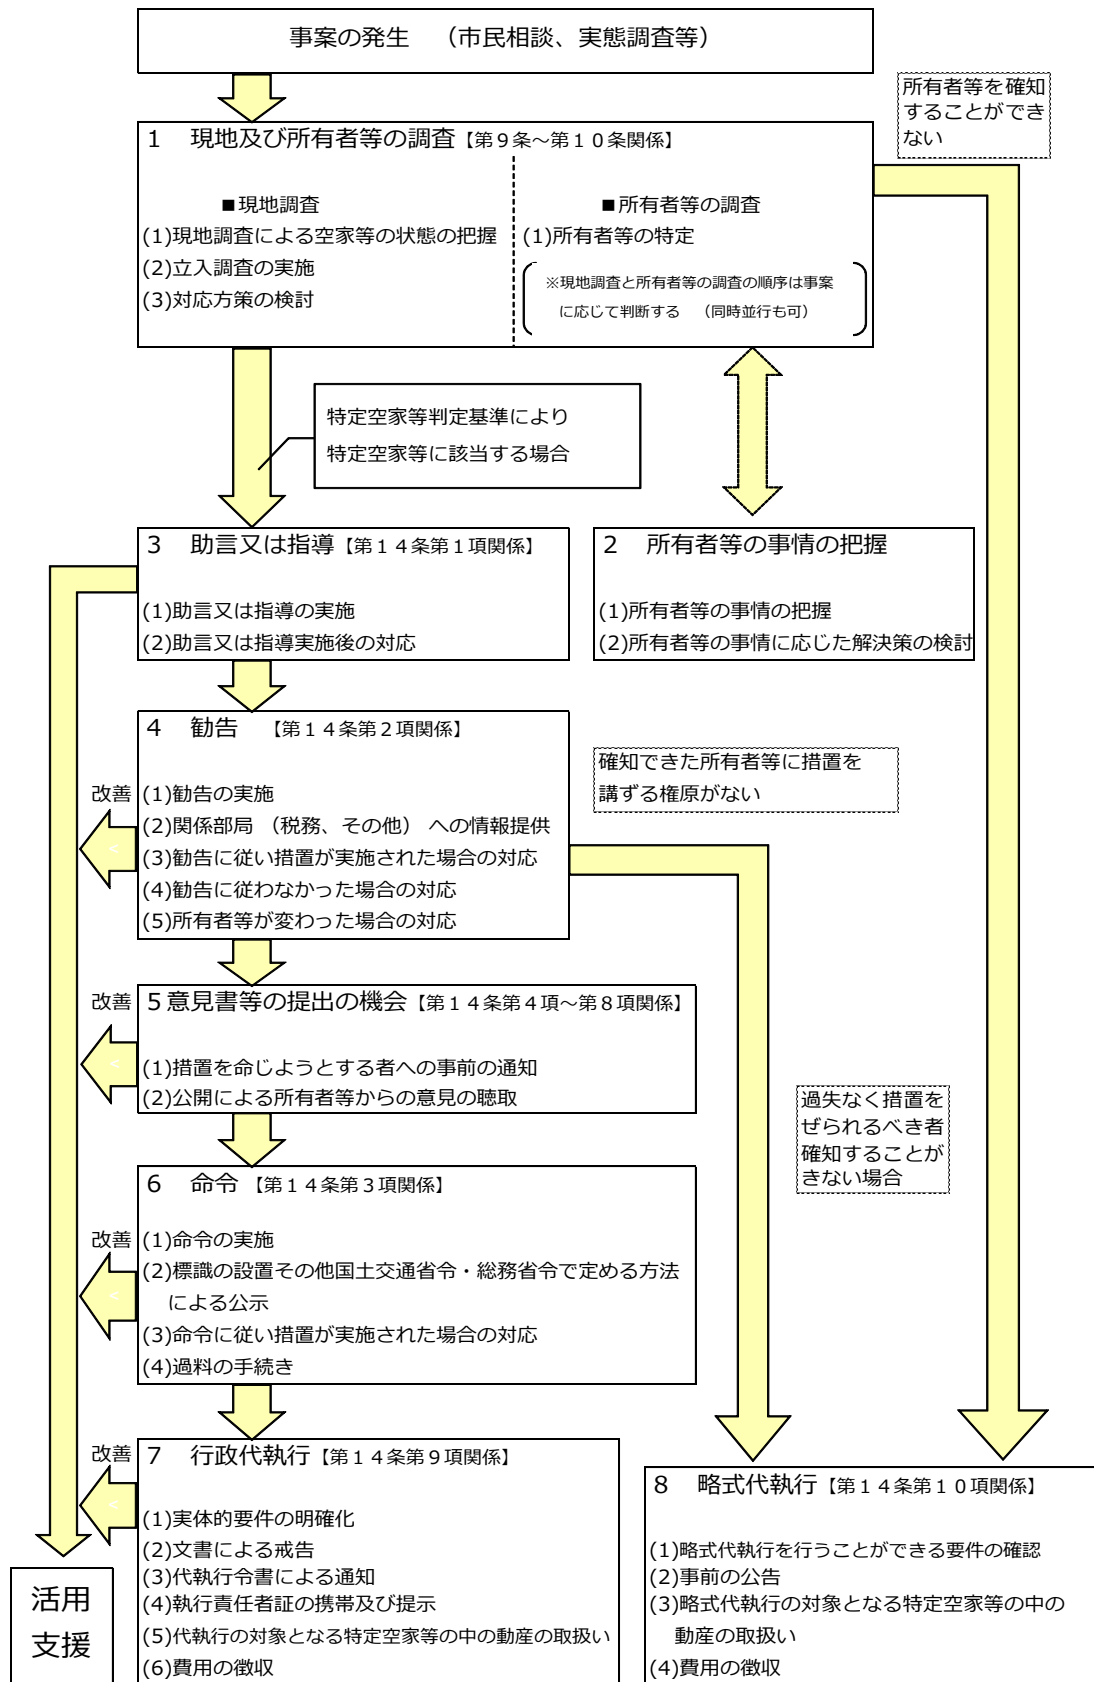 事案の発生　（市民相談、実態調査等）
所有者等を確知
することができ
ない
1　現地及び所有者等の調査【第９条～第１０条関係】
■現地調査
(1)現地調査による空家等の状態の把握
(2)立入調査の実施
(3)対応方策の検討
■所有者等の調査
(1)所有者等の特定
※現地調査と所有者等の調査の順序は事案
に応じて判断する　（同時並行も可）
特定空家等判定基準により
特定空家等に該当する場合
3　助言又は指導【第１４条第１項関係】
(1)助言又は指導の実施
(2)助言又は指導実施後の対応
2　所有者等の事情の把握
(1)所有者等の事情の把握
(2)所有者等の事情に応じた解決策の検討
4　勧告　【第１４条第２項関係】
改善
(1)勧告の実施
(2)関係部局 （税務、その他） への情報提供
(3)勧告に従い措置が実施された場合の対応
(4)勧告に従わなかった場合の対応
(5)所有者等が変わった場合の対応
<
確知できた所有者等に措置を
講ずる権原がない
改善
5 意見書等の提出の機会【第１４条第４項～第８項関係】
(1)措置を命じようとする者への事前の通知
(2)公開による所有者等からの意見の聴取
<
過失なく措置を
ぜられるべき者
確知することが
きない場合
6　命令【第１４条第３項関係】
改善
(1)命令の実施
(2)標識の設置その他国土交通省令・総務省令で定める方法
による公示
(3)命令に従い措置が実施された場合の対応
(4)過料の手続き
<
改善
7　行政代執行【第１４条第９項関係】
(1)実体的要件の明確化
(2)文書による戒告
(3)代執行令書による通知
(4)執行責任者証の携帯及び提示
(5)代執行の対象となる特定空家等の中の動産の取扱い
(6)費用の徴収
<
8　略式代執行【第１４条第１０項関係】
(1)略式代執行を行うことができる要件の確認
(2)事前の公告
(3)略式代執行の対象となる特定空家等の中の
動産の取扱い
(4)費用の徴収
活用
支援